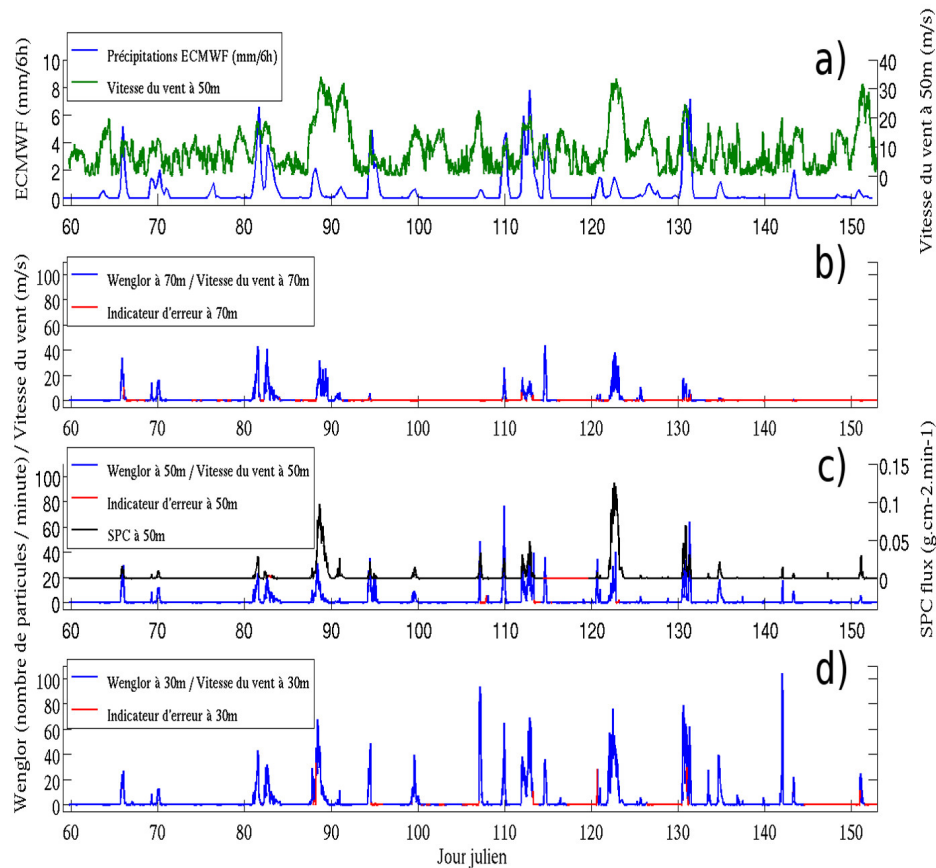 ECMWF (mm/6h)
10
8
6
4
2
0
Précipitations ECMWF (mm/6h)
Vitesse du vent à 50m
a)
40
30
20
10
0
Vitesse du vent à 50m (m/s)
60 70 80 90 100 110 120 130 140 150
Wenglor (nombre de particules / minute) / Vitesse du vent (m/s)
100
80
60
40
20
0
Wenglor à 70m / Vitesse du vent à 70m
Indicateur d'erreur à 70m
b)
60 70 80 90 100 110 120 130 140 150
100
80
60
40
20
0
Wenglor à 50m / Vitesse du vent à 50m
Indicateur d'erreur à 50m
SPC à 50m
c)
0.15
0.1
0.05
0
SPC flux (g.cm-2.min-1)
60 70 80 90 100 110 120 130 140 150
100
80
60
40
20
0
Wenglor à 30m / Vitesse du vent à 30m
Indicateur d'erreur à 30m
d)
60 70 80 90 100 110 120 130 140 150
Jour julien